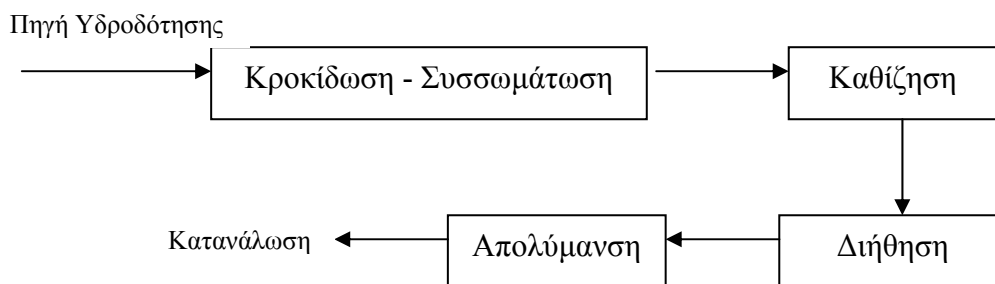 Πηγή Υδροδότησης
Κροκίδωση - Συσσωμάτωση
Καθίζηση
Διήθηση
Απολύμανση
Κατανάλωση